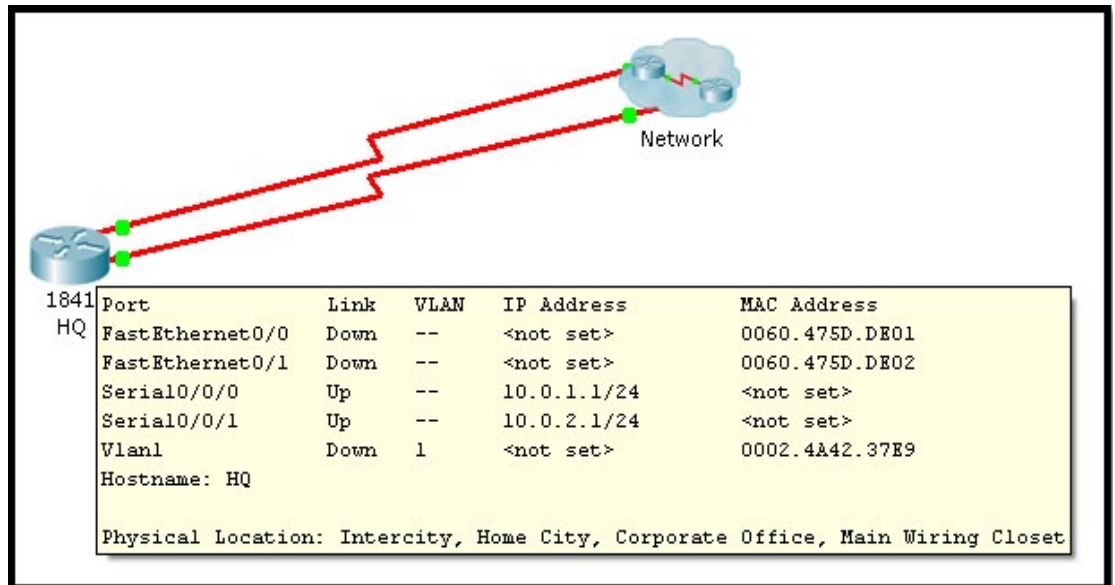 Network
1841
HQ
Port Link VLAN IP Address MAC Address
FastEthernet0/0 Down -- <not set> 0060.475D.DE01
FastEthernet0/1 Down -- <not set> 0060.475D.DE02
Serial0/0/0 Up -- 10.0.1.1/24 <not set>
Serial0/0/1 Up -- 10.0.2.1/24 <not set>
Vlan1 Down 1 <not set> 0002.4A42.37E9
Hostname: HQ
Physical Location: Intercity, Home City, Corporate Office, Main Wiring Closet